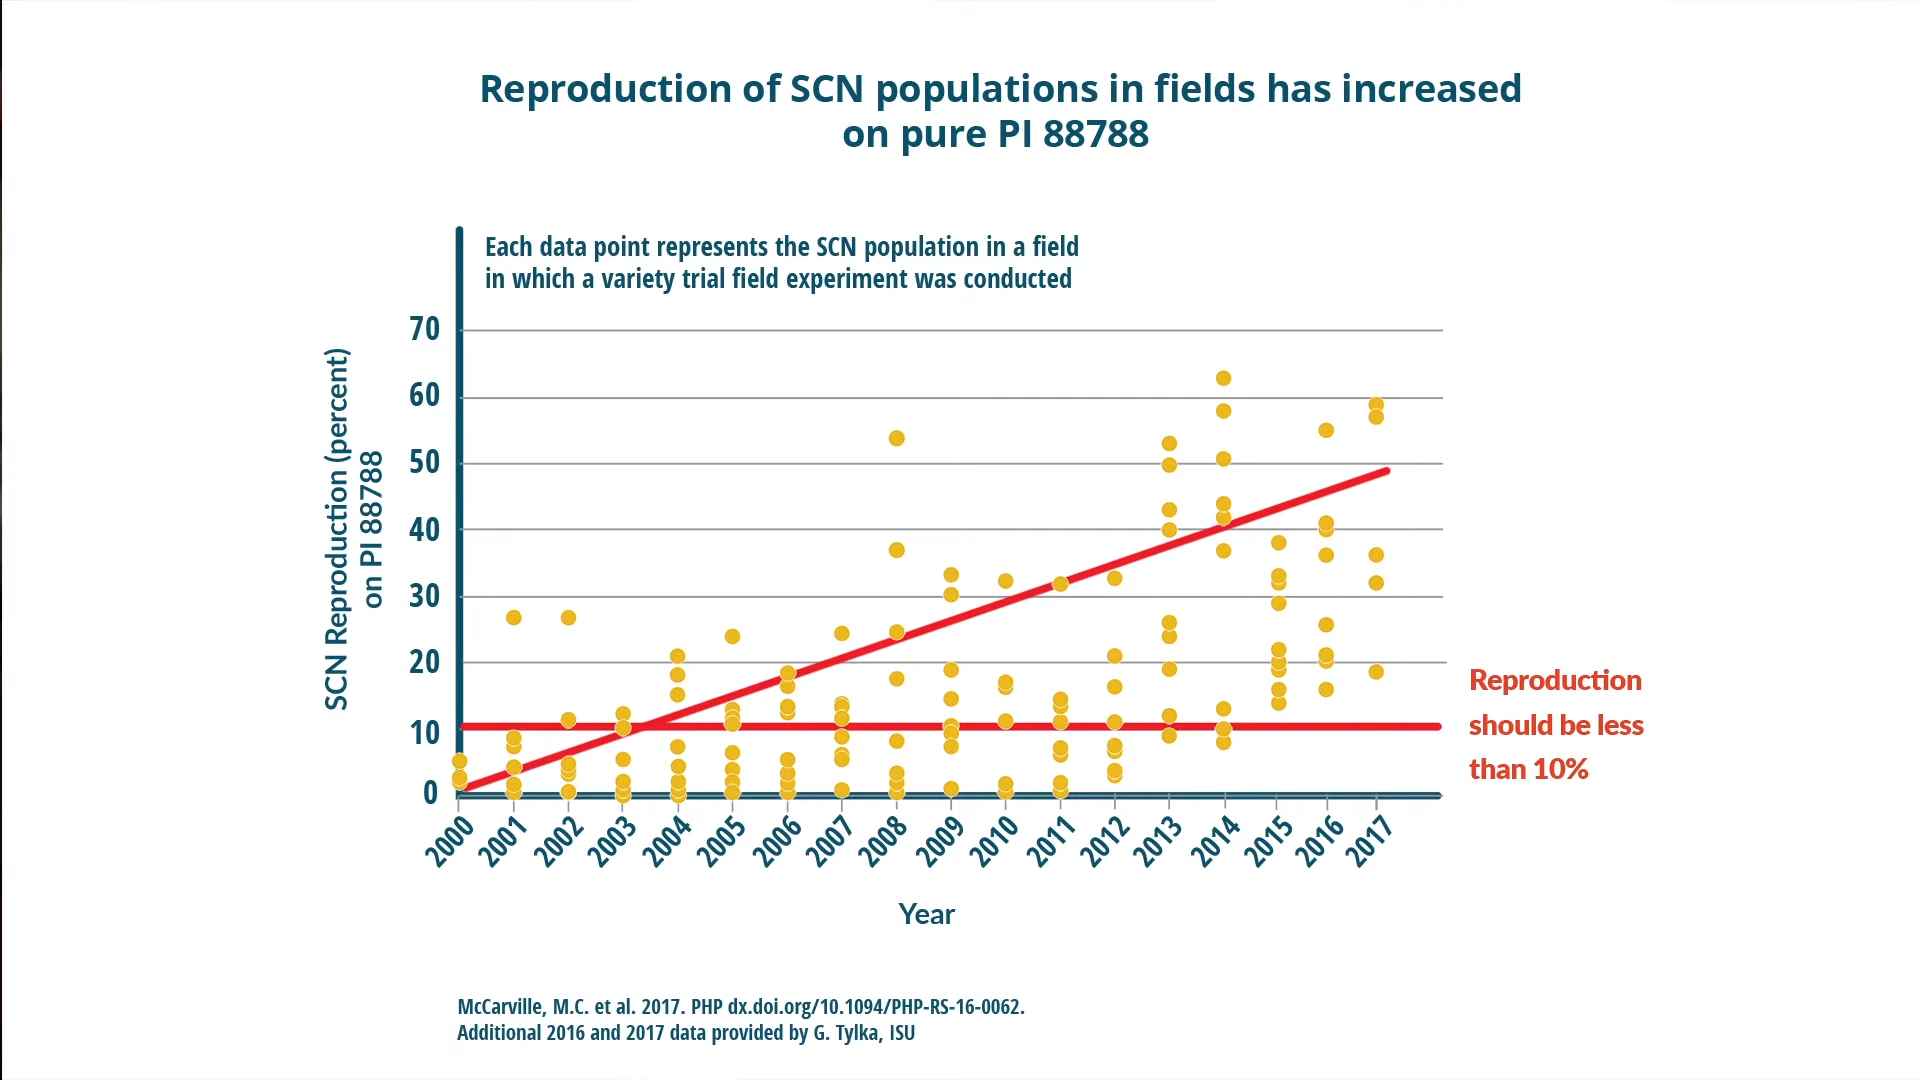 Reproduction of SCN populations in fields has increased
on pure PI 88788
Each data point represents the SCN population in a field
in which a variety trial field experiment was conducted
SCN Reproduction (percent)
on PI 88788
70
60
50
40
30
20
10
0
2000
2001
2002
2003
2004
2005
2006
2007
2008
2009
2010
2011
2012
2013
2014
2015
2016
2017
Year
Reproduction
should be less
than 10%
McCarville, M.C. et al. 2017. PHP dx.doi.org/10.1094/PHP-RS-16-0062.
Additional 2016 and 2017 data provided by G. Tylka, ISU